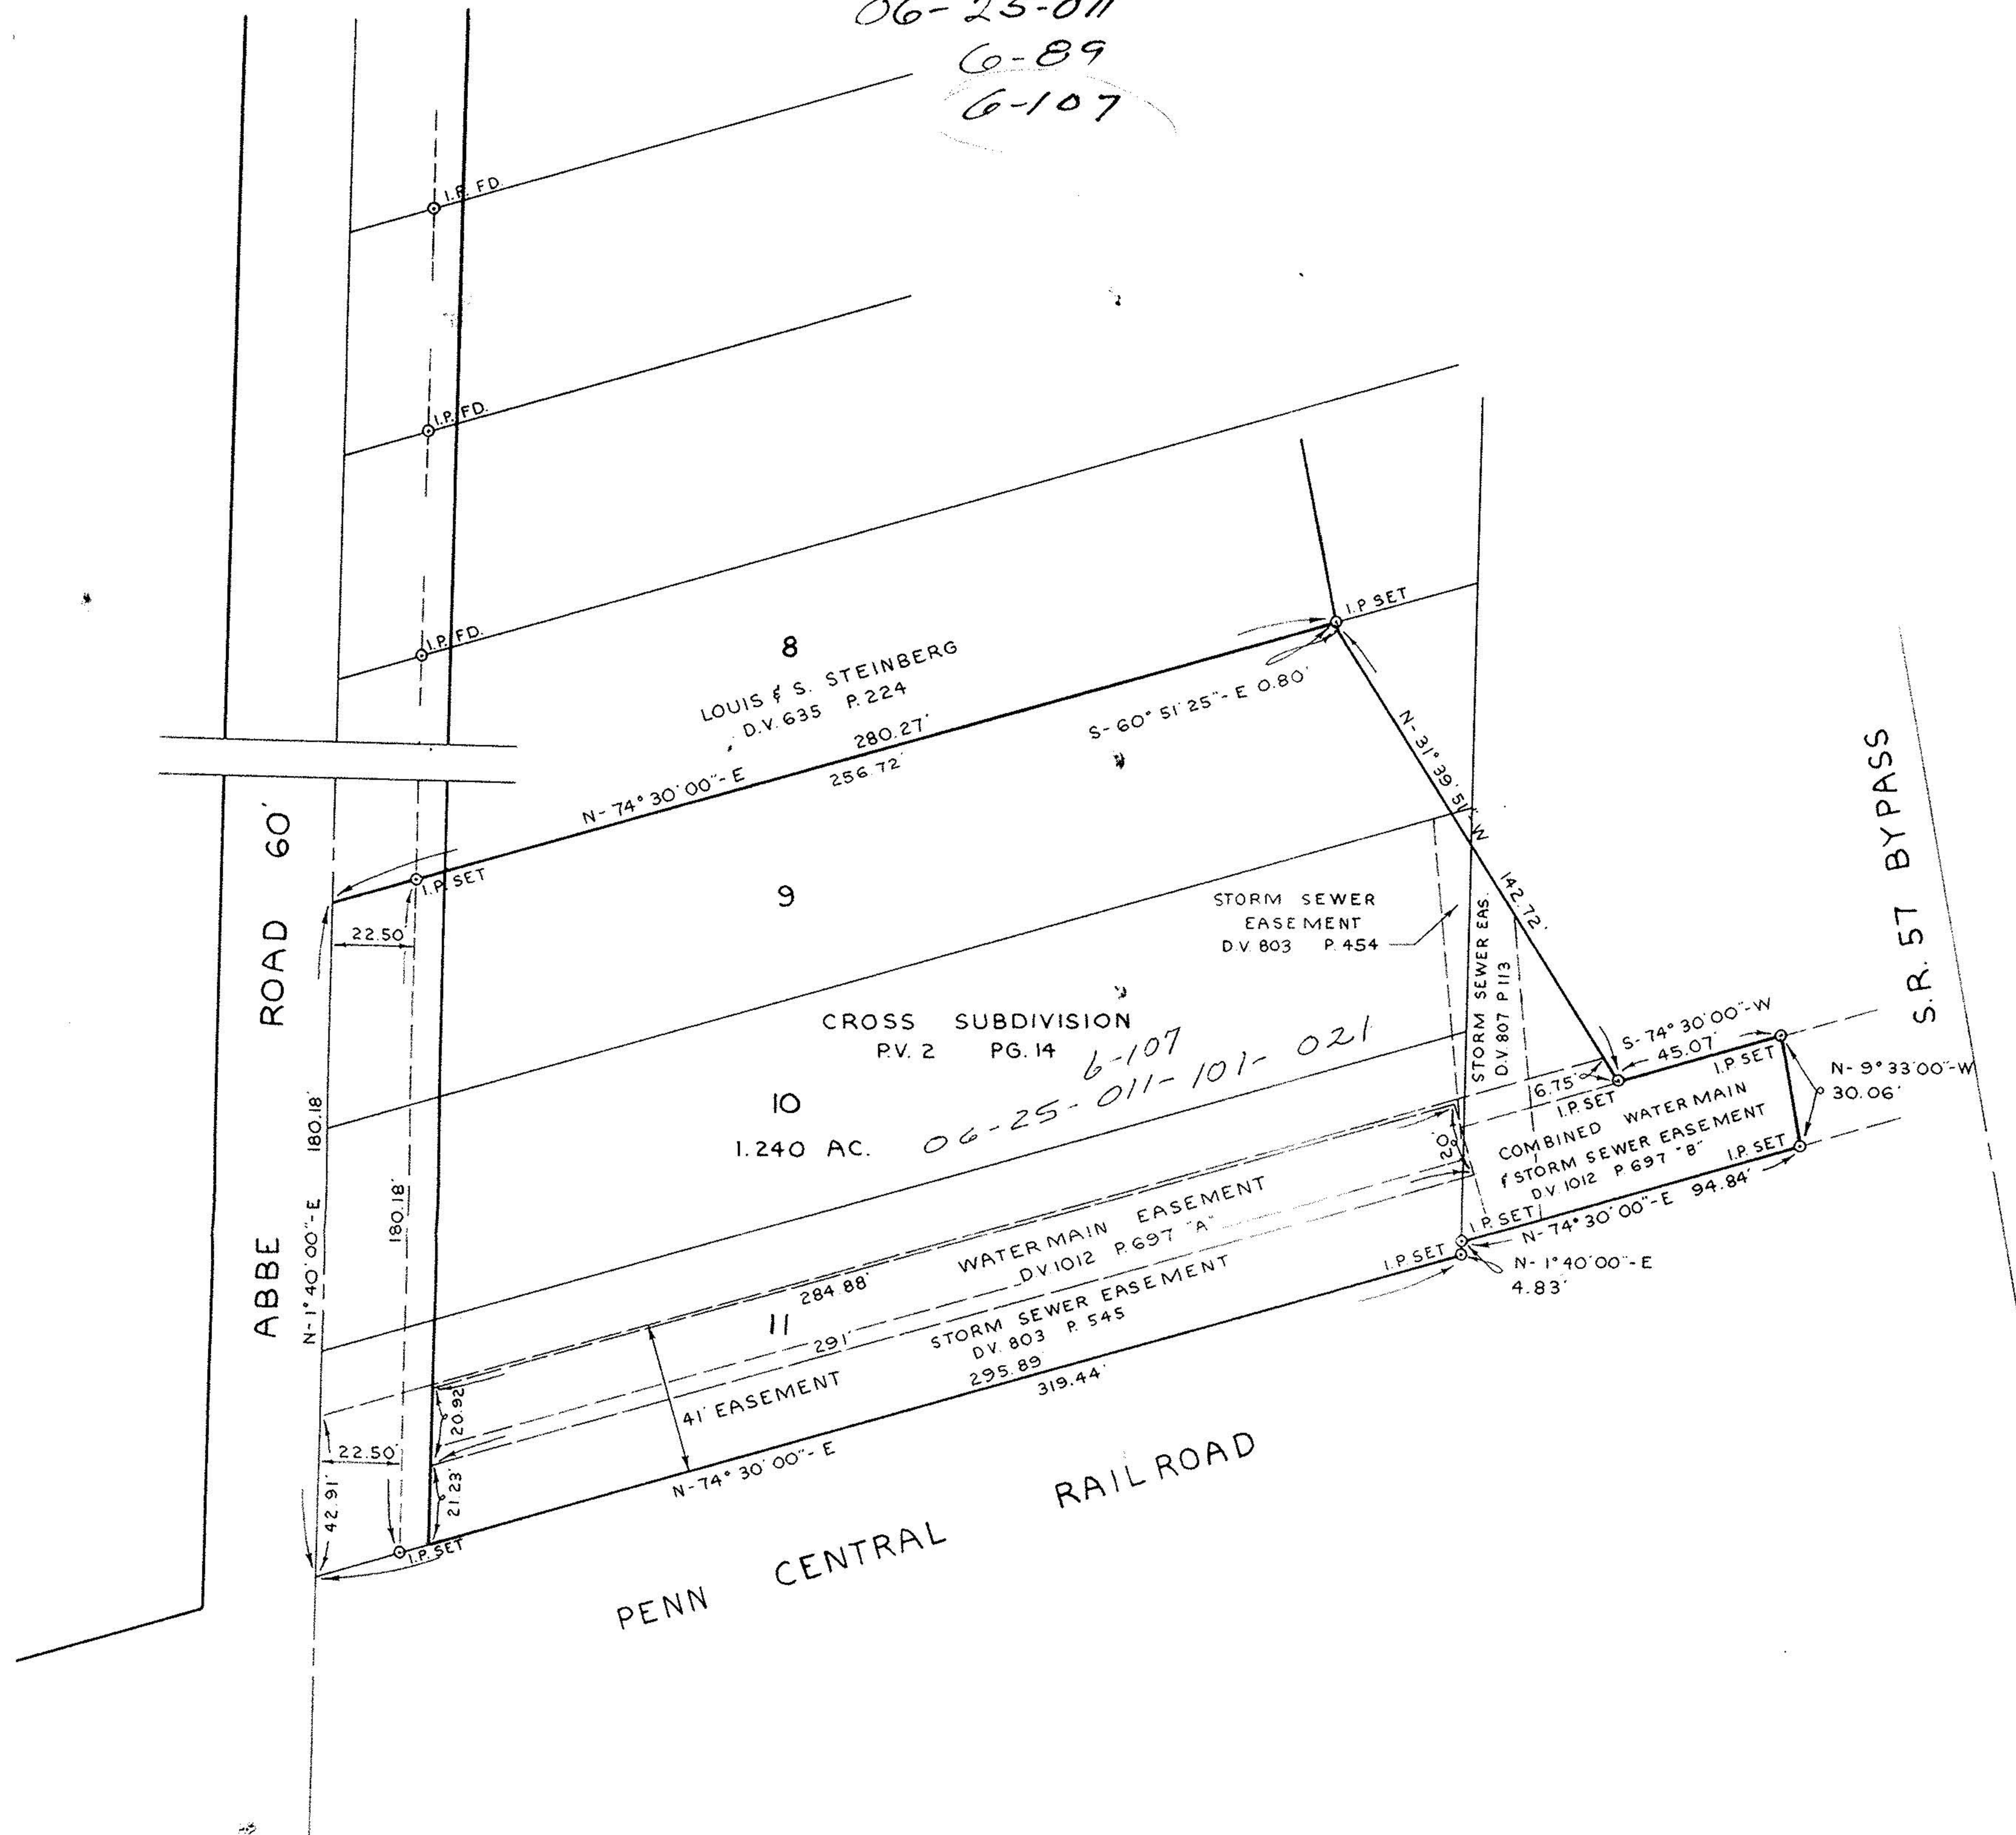 06-25-011
6-89
6-107
I.P. FD.
I.P. FD.
I.P. FD.
8
LOUIS & S. STEINBERG
D.V. 635 P. 224
280.27'
N-74° 30' 00"-E
256.72'
S-60° 51' 25"-E 0.80'
I.P. SET
N-31° 39' 51"-W
142.72'
S.R. 57 BYPASS
ABBE ROAD 60'
I.P. SET
22.50'
9
STORM SEWER
EASEMENT
D.V. 803 P. 454
STORM SEWER EAS.
D.V. 807 P 113
CROSS SUBDIVISION
P.V. 2 PG. 14
6-107
06-25-011-101-021
10
1.240 AC.
N-1° 40' 00"-E 180.18'
180.18'
S-74° 30' 00"-W
45.07'
I.P. SET
6.75'
I.P. SET
N-9° 33' 00"-W
30.06'
COMBINED WATER MAIN
& STORM SEWER EASEMENT
D.V. 1012 P. 697 "B"
I.P. SET
20'
WATER MAIN EASEMENT
D.V. 1012 P. 697 "A"
284.88'
11
291'
STORM SEWER EASEMENT
D.V. 803 P. 545
295.89'
319.44'
41' EASEMENT
N-74° 30' 00"-E
I.P. SET
N-74° 30' 00"-E 94.84'
I.P. SET
N-1° 40' 00"-E
4.83'
20.92'
22.50'
21.23'
42.91'
I.P. SET
PENN CENTRAL RAILROAD